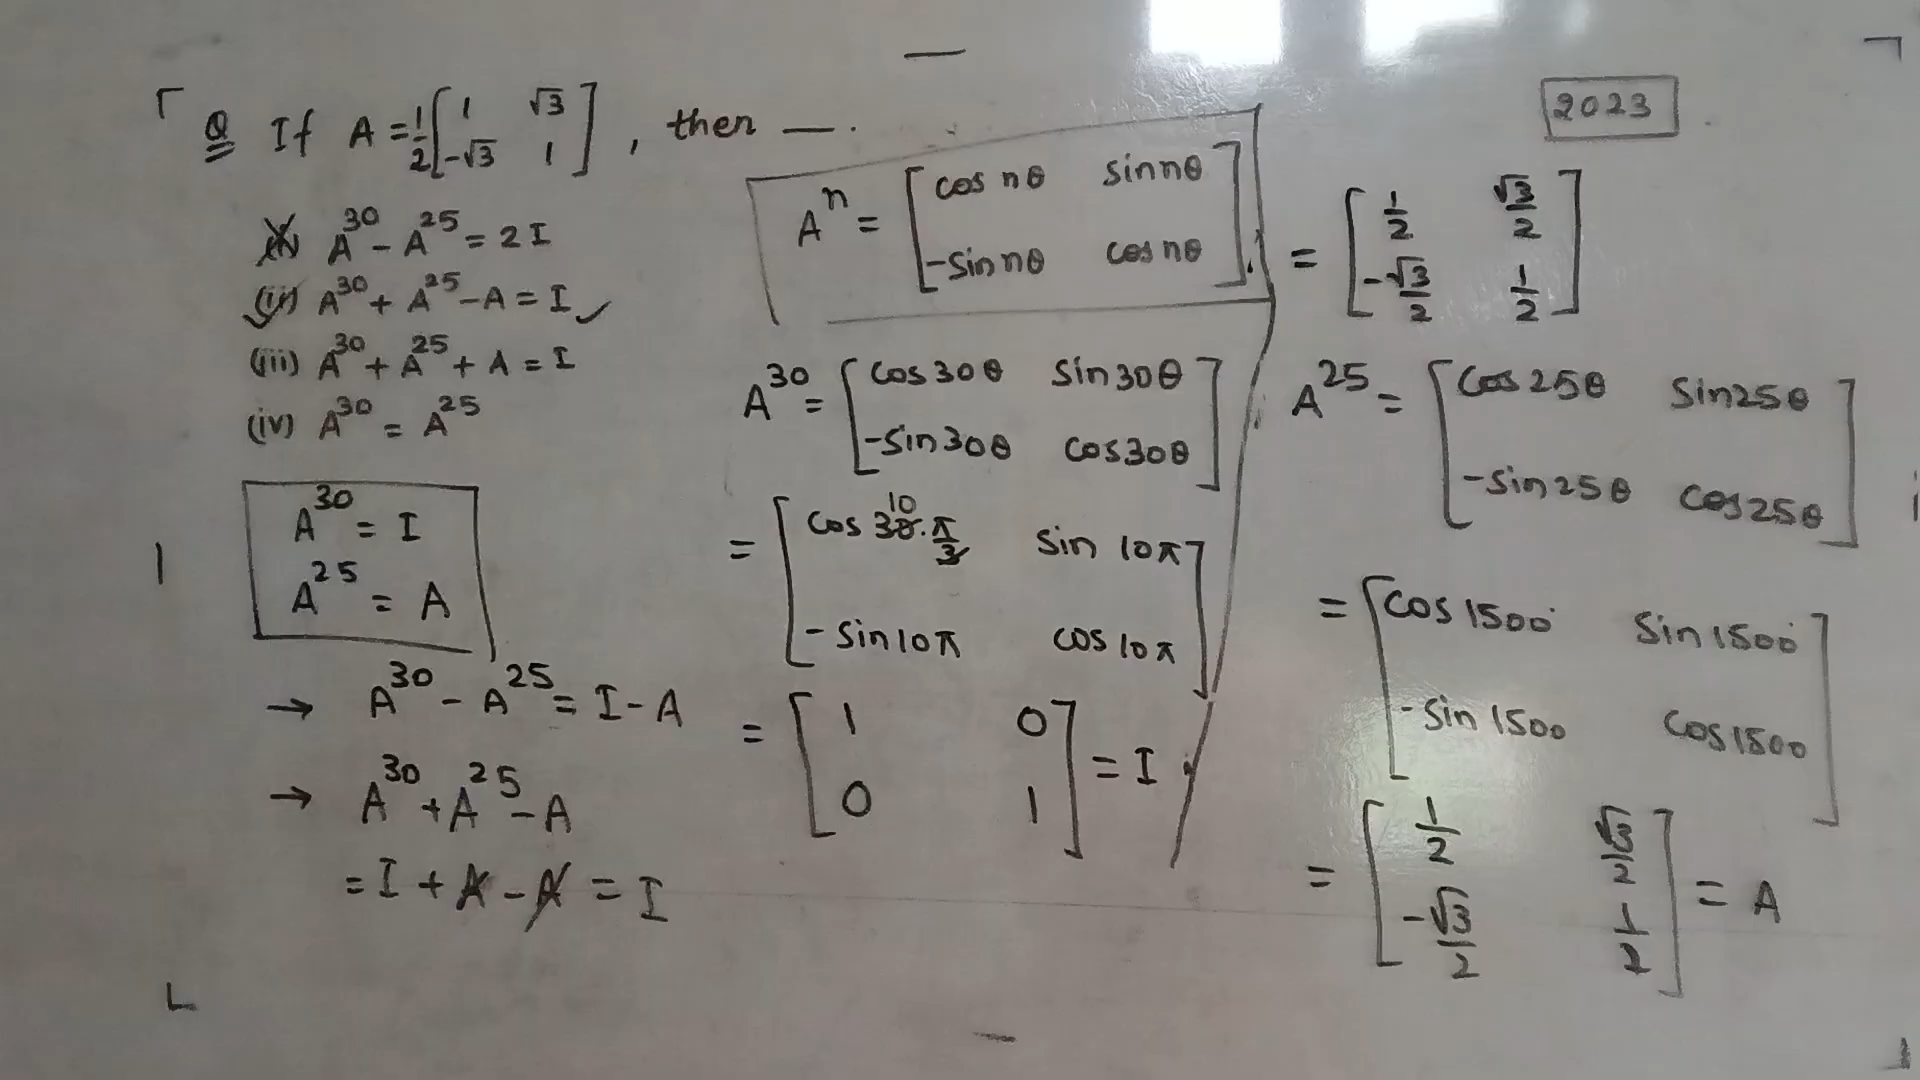 Q If A = 1/2 [1 √3; -√3 1], then —.
2023
(i) A^30 - A^25 = 2I
(ii) A^30 + A^25 - A = I ✓
(iii) A^30 + A^25 + A = I
(iv) A^30 = A^25
A^30 = I
A^25 = A
→ A^30 - A^25 = I - A
→ A^30 + A^25 - A
= I + A - A = I
A^n = [cos nθ sin nθ; -sin nθ cos nθ].
A^30 = [cos 30θ sin 30θ; -sin 30θ cos 30θ]
= [cos 30·π/3 10 sin 10π; -sin 10π cos 10π]
= [1 0; 0 1] = I
= [1/2 √3/2; -√3/2 1/2]
A^25 = [cos 25θ sin 25θ; -sin 25θ cos 25θ]
= [cos 1500° sin 1500°; -sin 1500 cos 1500]
= [1/2 √3/2; -√3/2 1/2] = A